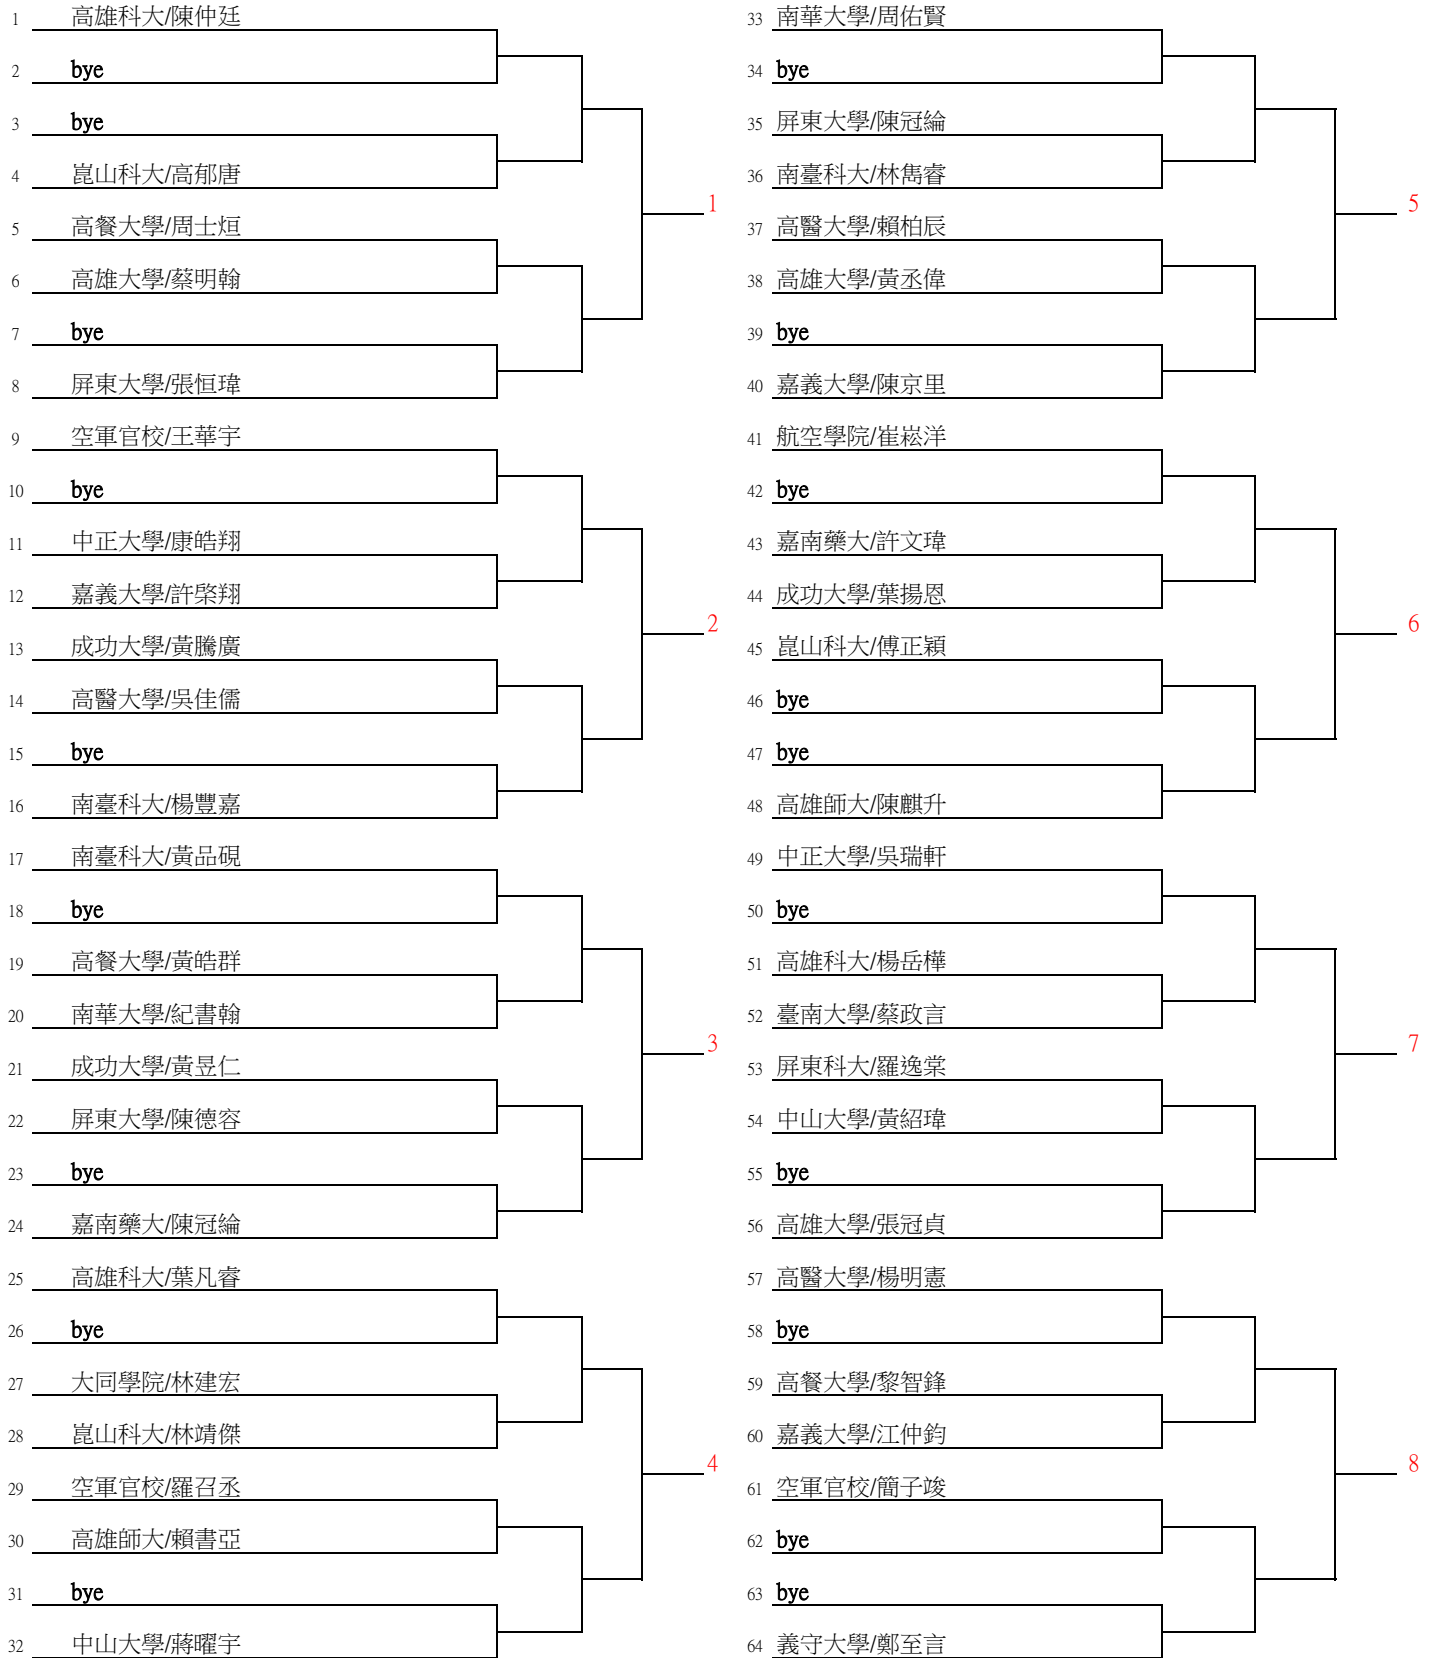 1 高雄科大/陳仲廷
2 bye
3 bye
4 崑山科大/高郁唐
1
5 高餐大學/周士烜
6 高雄大學/蔡明翰
7 bye
8 屏東大學/張恒瑋
9 空軍官校/王華宇
10 bye
11 中正大學/康皓翔
12 嘉義大學/許棨翔
2
13 成功大學/黃騰廣
14 高醫大學/吳佳儒
15 bye
16 南臺科大/楊豐嘉
17 南臺科大/黃品硯
18 bye
19 高餐大學/黃皓群
20 南華大學/紀書翰
3
21 成功大學/黃昱仁
22 屏東大學/陳德容
23 bye
24 嘉南藥大/陳冠綸
25 高雄科大/葉凡睿
26 bye
27 大同學院/林建宏
28 崑山科大/林靖傑
4
29 空軍官校/羅召丞
30 高雄師大/賴書亞
31 bye
32 中山大學/蔣曜宇
33 南華大學/周佑賢
34 bye
35 屏東大學/陳冠綸
36 南臺科大/林雋睿
5
37 高醫大學/賴柏辰
38 高雄大學/黃丞偉
39 bye
40 嘉義大學/陳京里
41 航空學院/崔崧洋
42 bye
43 嘉南藥大/許文瑋
44 成功大學/葉揚恩
6
45 崑山科大/傅正穎
46 bye
47 bye
48 高雄師大/陳麒升
49 中正大學/吳瑞軒
50 bye
51 高雄科大/楊岳樺
52 臺南大學/蔡政言
7
53 屏東科大/羅逸棠
54 中山大學/黃紹瑋
55 bye
56 高雄大學/張冠貞
57 高醫大學/楊明憲
58 bye
59 高餐大學/黎智鋒
60 嘉義大學/江仲鈞
8
61 空軍官校/簡子竣
62 bye
63 bye
64 義守大學/鄭至言